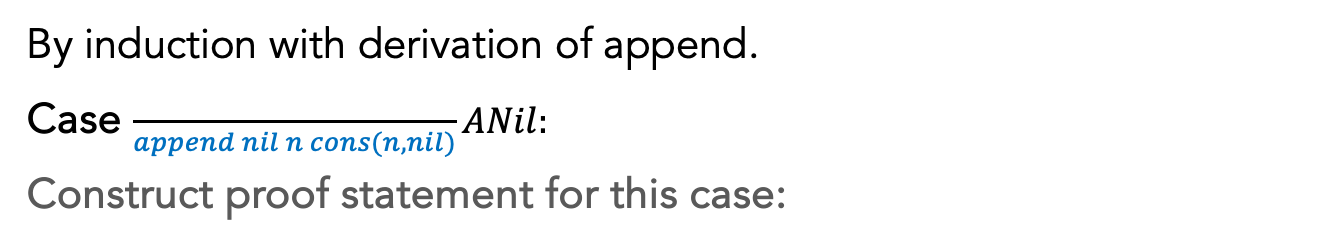 By induction with derivation of append.
Case append nil n cons(n,nil) ANil:
Construct proof statement for this case: